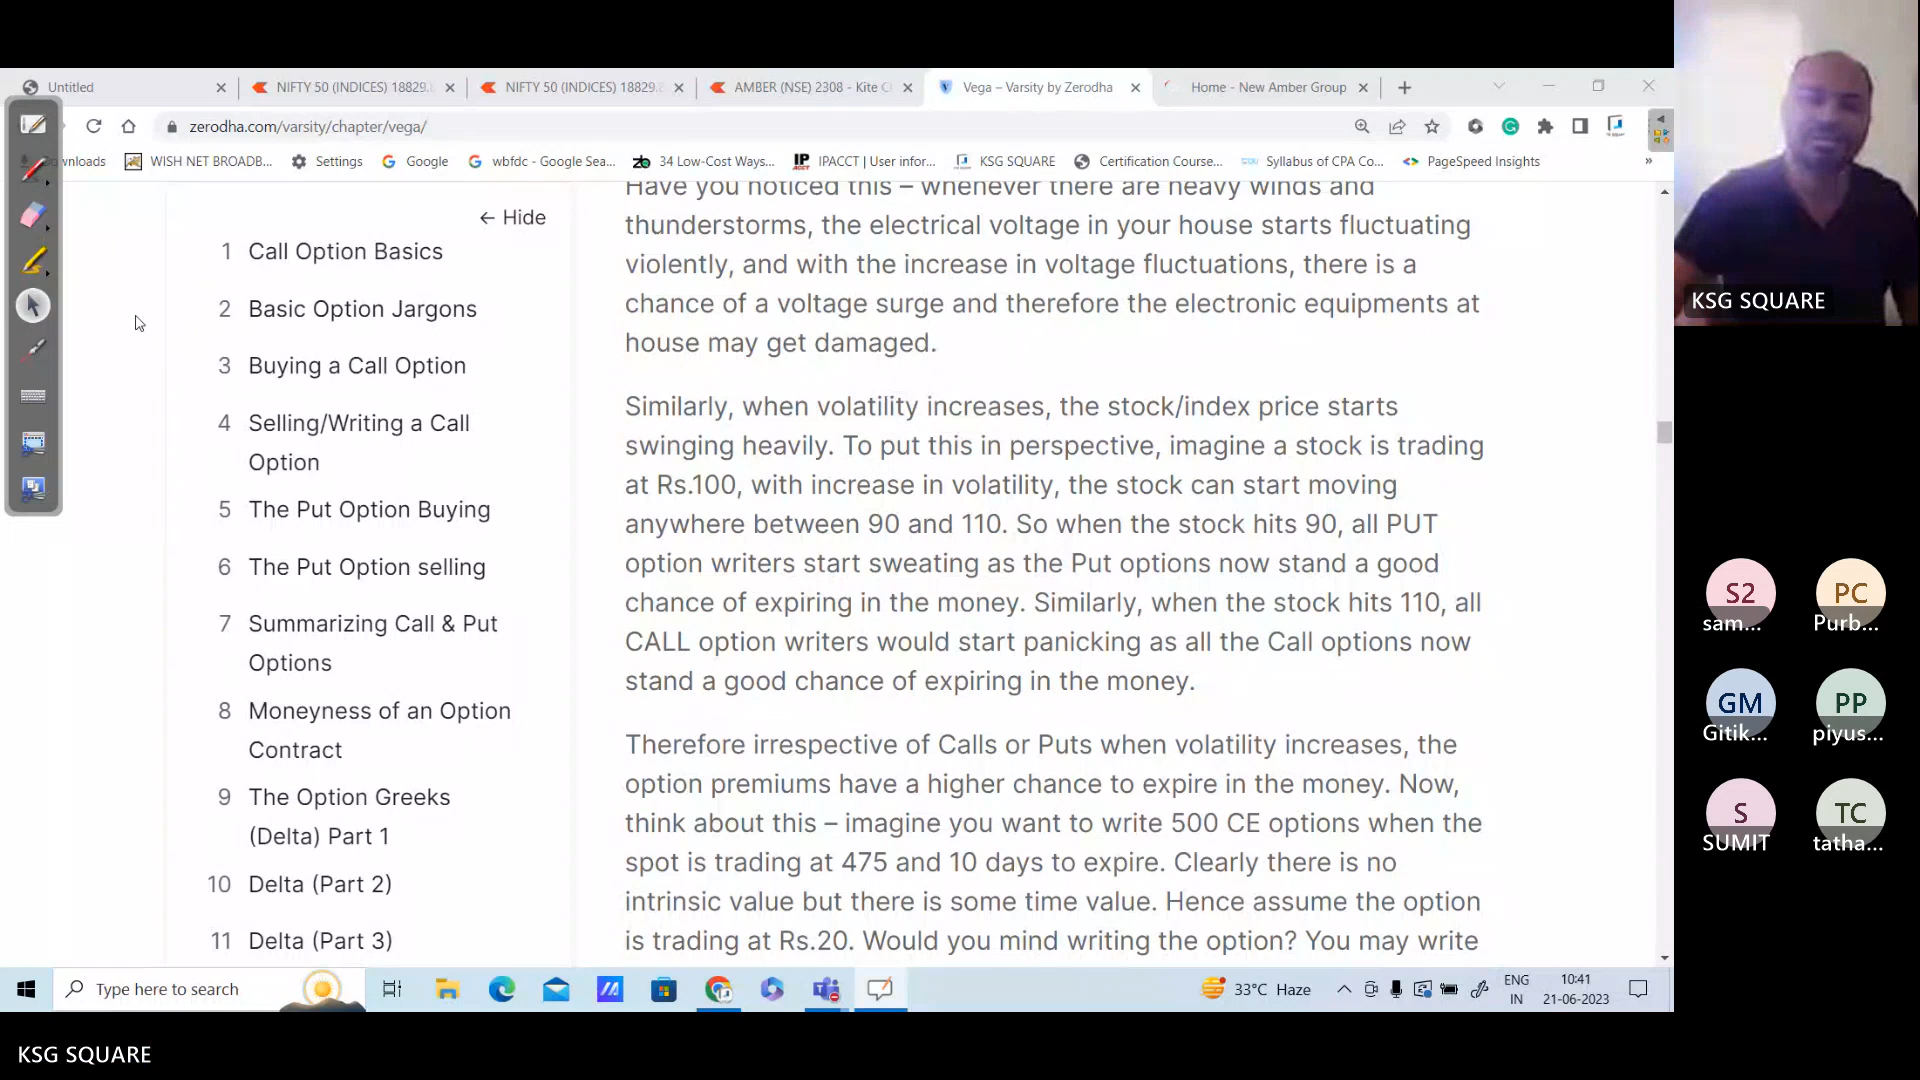 Untitled
NIFTY 50 (INDICES) 18829.
NIFTY 50 (INDICES) 18829.
AMBER (NSE) 2308 - Kite C
Vega – Varsity by Zerodha
Home - New Amber Group
zerodha.com/varsity/chapter/vega/
wnloads
WISH NET BROADB...
Settings
Google
wbfdc - Google Sea...
34 Low-Cost Ways...
IPACCT | User infor...
KSG SQUARE
Certification Course...
Syllabus of CPA Co...
PageSpeed Insights
← Hide
1 Call Option Basics
2 Basic Option Jargons
3 Buying a Call Option
4 Selling/Writing a Call
Option
5 The Put Option Buying
6 The Put Option selling
7 Summarizing Call & Put
Options
8 Moneyness of an Option
Contract
9 The Option Greeks
(Delta) Part 1
10 Delta (Part 2)
11 Delta (Part 3)
Have you noticed this – whenever there are heavy winds and
thunderstorms, the electrical voltage in your house starts fluctuating
violently, and with the increase in voltage fluctuations, there is a
chance of a voltage surge and therefore the electronic equipments at
house may get damaged.
Similarly, when volatility increases, the stock/index price starts
swinging heavily. To put this in perspective, imagine a stock is trading
at Rs.100, with increase in volatility, the stock can start moving
anywhere between 90 and 110. So when the stock hits 90, all PUT
option writers start sweating as the Put options now stand a good
chance of expiring in the money. Similarly, when the stock hits 110, all
CALL option writers would start panicking as all the Call options now
stand a good chance of expiring in the money.
Therefore irrespective of Calls or Puts when volatility increases, the
option premiums have a higher chance to expire in the money. Now,
think about this – imagine you want to write 500 CE options when the
spot is trading at 475 and 10 days to expire. Clearly there is no
intrinsic value but there is some time value. Hence assume the option
is trading at Rs.20. Would you mind writing the option? You may write
KSG SQUARE
S2
sam...
PC
Purb...
GM
Gitik...
PP
piyus...
S
SUMIT
TC
tatha...
Type here to search
33°C Haze
ENG
IN
10:41
21-06-2023
KSG SQUARE